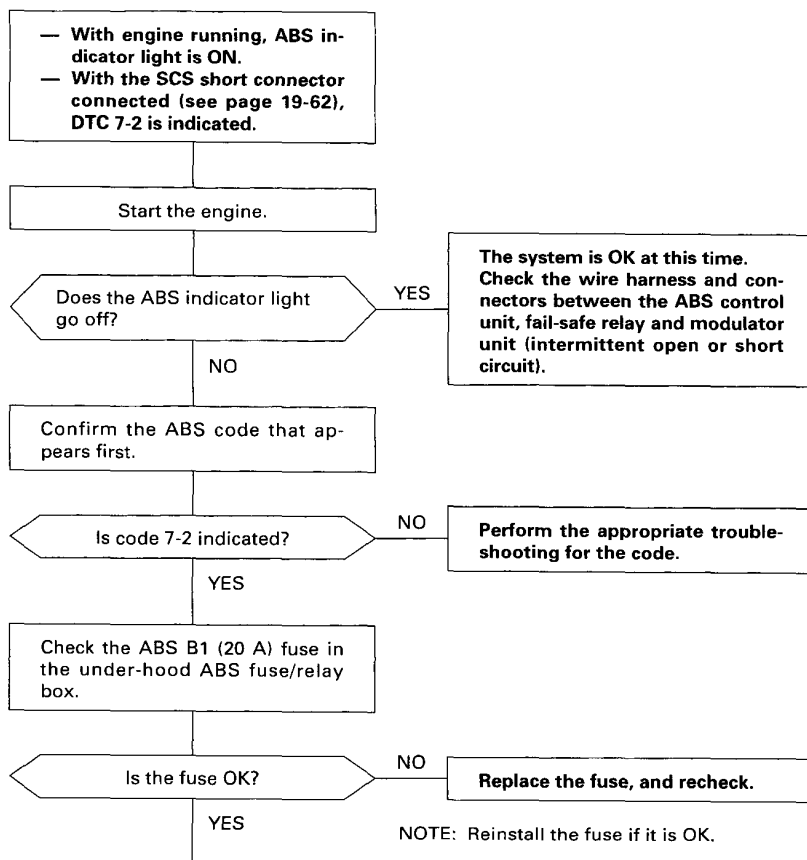 — With engine running, ABS in-
dicator light is ON.
— With the SCS short connector
connected (see page 19-62),
DTC 7-2 is indicated.
Start the engine.
Does the ABS indicator light
go off?
YES
The system is OK at this time.
Check the wire harness and con-
nectors between the ABS control
unit, fail-safe relay and modulator
unit (intermittent open or short
circuit).
NO
Confirm the ABS code that ap-
pears first.
Is code 7-2 indicated?
NO
Perform the appropriate trouble-
shooting for the code.
YES
Check the ABS B1 (20 A) fuse in
the under-hood ABS fuse/relay
box.
Is the fuse OK?
NO
Replace the fuse, and recheck.
YES
NOTE: Reinstall the fuse if it is OK.